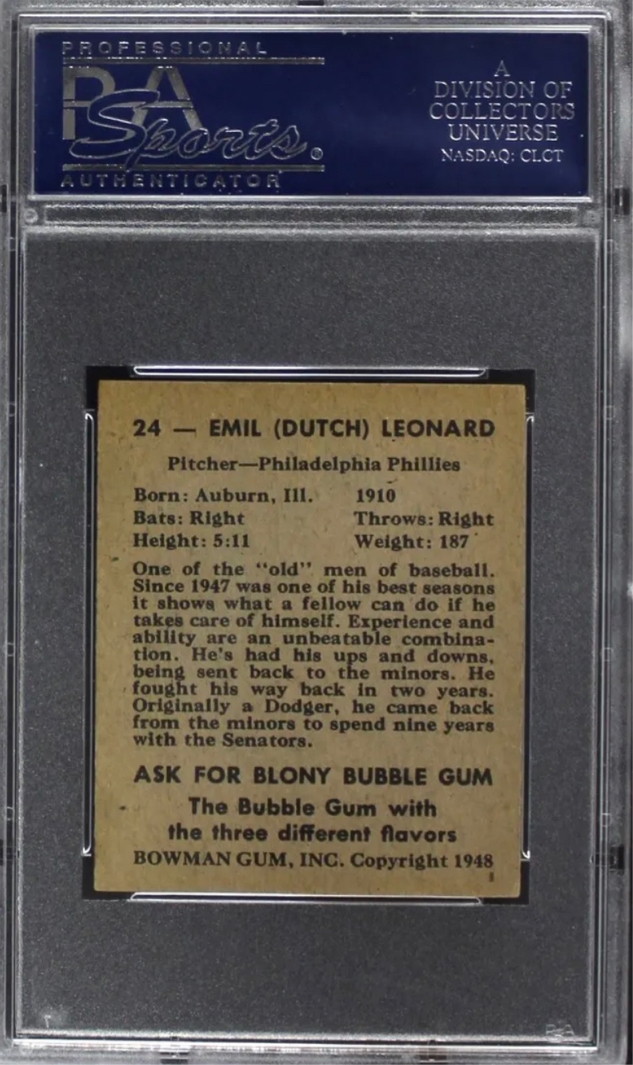 PROFESSIONAL
PSA
Sports
AUTHENTICATOR
A
DIVISION OF
COLLECTORS
UNIVERSE
NASDAQ: CLCT
24 — EMIL (DUTCH) LEONARD
Pitcher—Philadelphia Phillies
Born: Auburn, Ill. 1910
Bats: Right Throws: Right
Height: 5:11 Weight: 187
One of the "old" men of baseball.
Since 1947 was one of his best seasons
it shows what a fellow can do if he
takes care of himself. Experience and
ability are an unbeatable combina-
tion. He's had his ups and downs,
being sent back to the minors. He
fought his way back in two years.
Originally a Dodger, he came back
from the minors to spend nine years
with the Senators.
ASK FOR BLONY BUBBLE GUM
The Bubble Gum with
the three different flavors
BOWMAN GUM, INC. Copyright 1948
PSA